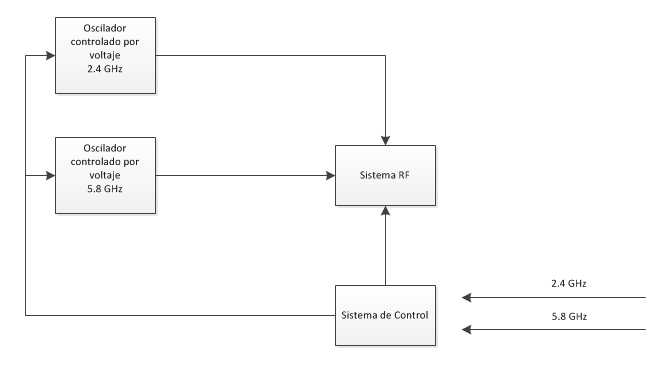 Oscilador
controlado por
voltaje
2.4 GHz
Oscilador
controlado por
voltaje
5.8 GHz
Sistema RF
Sistema de Control
2.4 GHz
5.8 GHz